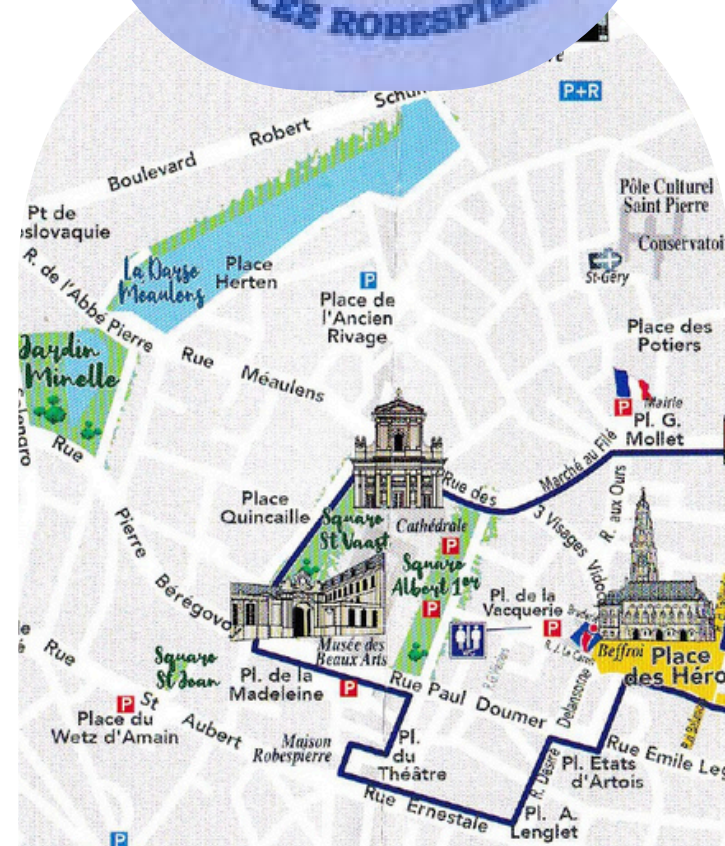 CEE ROBESPIE
P+R
Boulevard Robert Schu
Pt de
slovaquie
R. de l'Abbé Pierre
La Darse
Méaulens
Place
Herten
P
Place de
l'Ancien
Rivage
Pôle Culturel
Saint Pierre
Conservatoi
St-Géry
Place des
Potiers
Jardin
Minelle
Rue Méaulens
P
Mairie
Pl. G.
Mollet
Rue Pierre Bérégovoy
Place
Quincaille
Square
St Vaast
Cathédrale
Rue des
Marché au Filé
3 Visages
R. aux Ours
Vidocq
P
Square
Albert 1er
P
Pl. de la
Vacquerie
P
Beffroi
Place
des Héro
Musée des
Beaux Arts
Rue
Square
St Jean
Pl. de la
Madeleine
P
Rue Paul Doumer
Delansorne
P
Place du
Wetz d'Amain
St Aubert
Maison
Robespierre
Pl.
du
Théâtre
R. Désiré
Pl. Etats
d'Artois
Rue Emile Leg
Rue Ernestale
Pl. A.
Lenglet
P